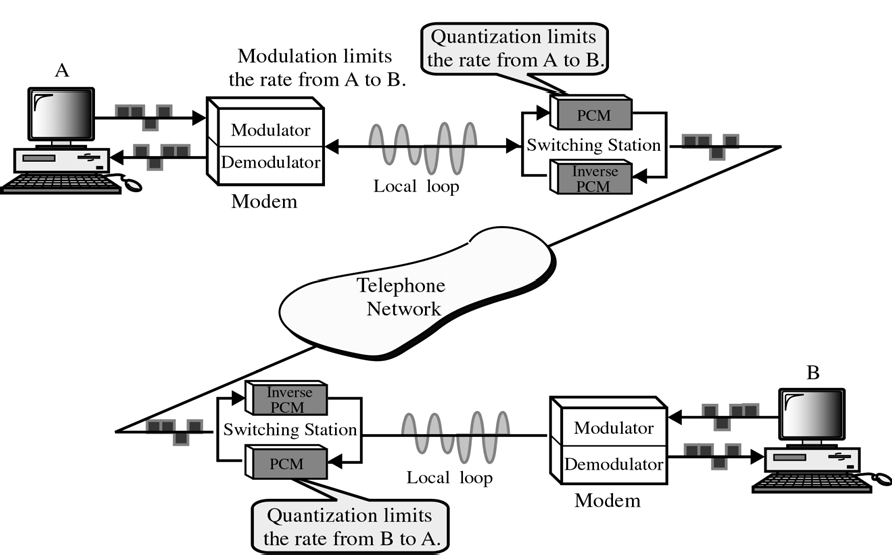 Quantization limits
the rate from A to B.
Modulation limits
the rate from A to B.
A
PCM
Modulator
Switching Station
Demodulator
Inverse
PCM
Local loop
Modem
Telephone
Network
B
Inverse
PCM
Switching Station
Modulator
PCM
Demodulator
Local loop
Modem
Quantization limits
the rate from B to A.